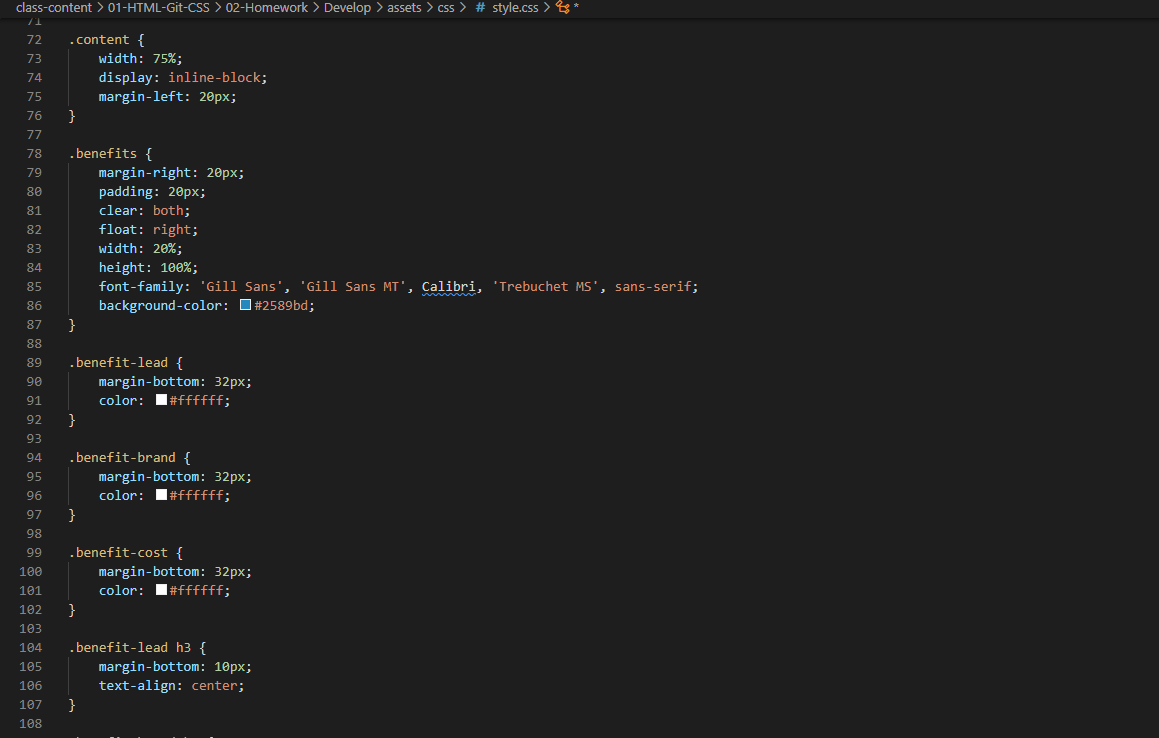 class-content > 01-HTML-Git-CSS > 02-Homework > Develop > assets > css > # style.css > *
71
72 .content {
73 width: 75%;
74 display: inline-block;
75 margin-left: 20px;
76 }
77
78 .benefits {
79 margin-right: 20px;
80 padding: 20px;
81 clear: both;
82 float: right;
83 width: 20%;
84 height: 100%;
85 font-family: 'Gill Sans', 'Gill Sans MT', Calibri, 'Trebuchet MS', sans-serif;
86 background-color: #2589bd;
87 }
88
89 .benefit-lead {
90 margin-bottom: 32px;
91 color: #ffffff;
92 }
93
94 .benefit-brand {
95 margin-bottom: 32px;
96 color: #ffffff;
97 }
98
99 .benefit-cost {
100 margin-bottom: 32px;
101 color: #ffffff;
102 }
103
104 .benefit-lead h3 {
105 margin-bottom: 10px;
106 text-align: center;
107 }
108